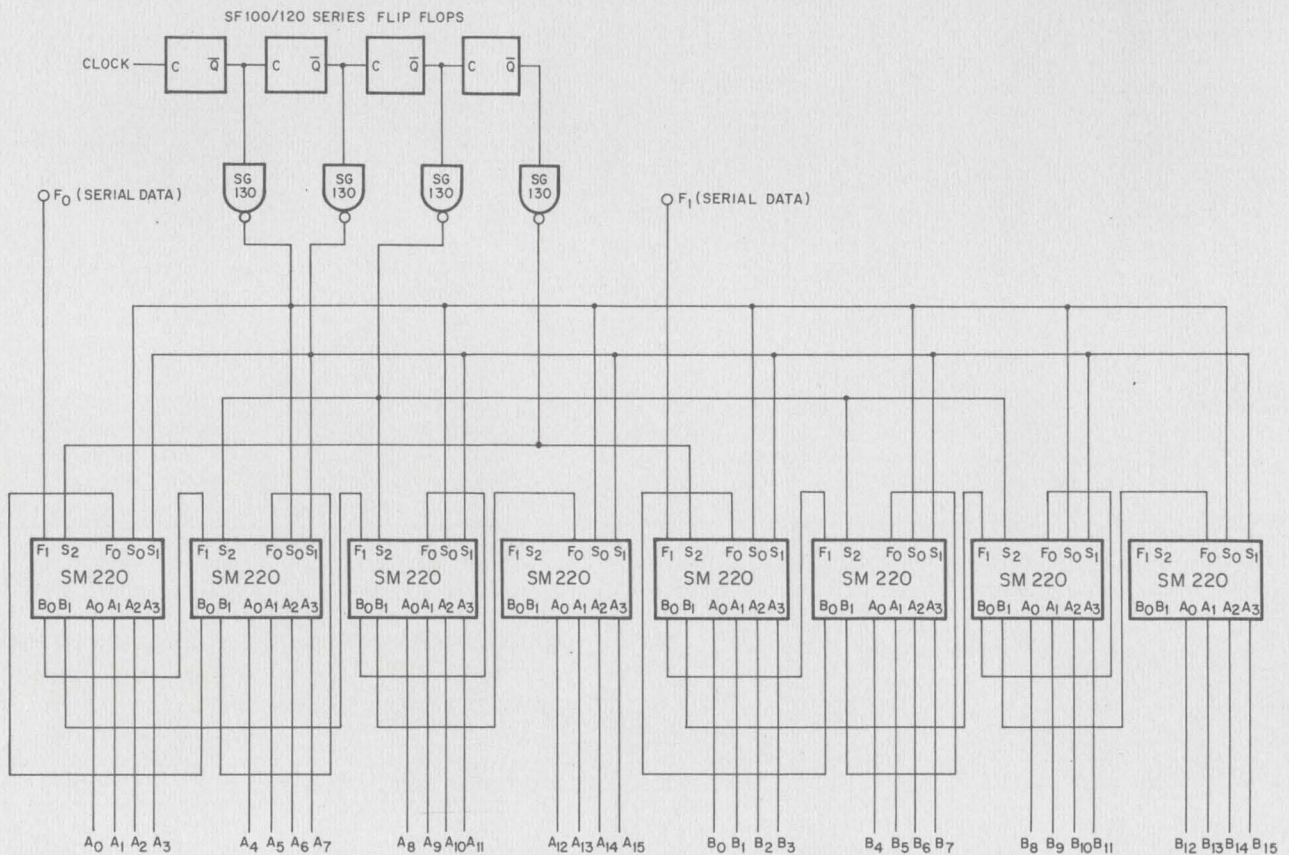 SF100/120 SERIES FLIP FLOPS
CLOCK C Q̅ C Q̅ C Q̅ C Q̅
SG 130 SG 130 SG 130 SG 130
F₀ (SERIAL DATA) F₁ (SERIAL DATA)
F₁ S₂ F₀ S₀ S₁ F₁ S₂ F₀ S₀ S₁ F₁ S₂ F₀ S₀ S₁ F₁ S₂ F₀ S₀ S₁ F₁ S₂ F₀ S₀ S₁ F₁ S₂ F₀ S₀ S₁ F₁ S₂ F₀ S₀ S₁ F₁ S₂ F₀ S₀ S₁
SM 220 SM 220 SM 220 SM 220 SM 220 SM 220 SM 220 SM 220
B₀ B₁ A₀ A₁ A₂ A₃ B₀ B₁ A₀ A₁ A₂ A₃ B₀ B₁ A₀ A₁ A₂ A₃ B₀ B₁ A₀ A₁ A₂ A₃ B₀ B₁ A₀ A₁ A₂ A₃ B₀ B₁ A₀ A₁ A₂ A₃ B₀ B₁ A₀ A₁ A₂ A₃ B₀ B₁ A₀ A₁ A₂ A₃
A₀ A₁ A₂ A₃ A₄ A₅ A₆ A₇ A₈ A₉ A₁₀ A₁₁ A₁₂ A₁₃ A₁₄ A₁₅ B₀ B₁ B₂ B₃ B₄ B₅ B₆ B₇ B₈ B₉ B₁₀ B₁₁ B₁₂ B₁₃ B₁₄ B₁₅